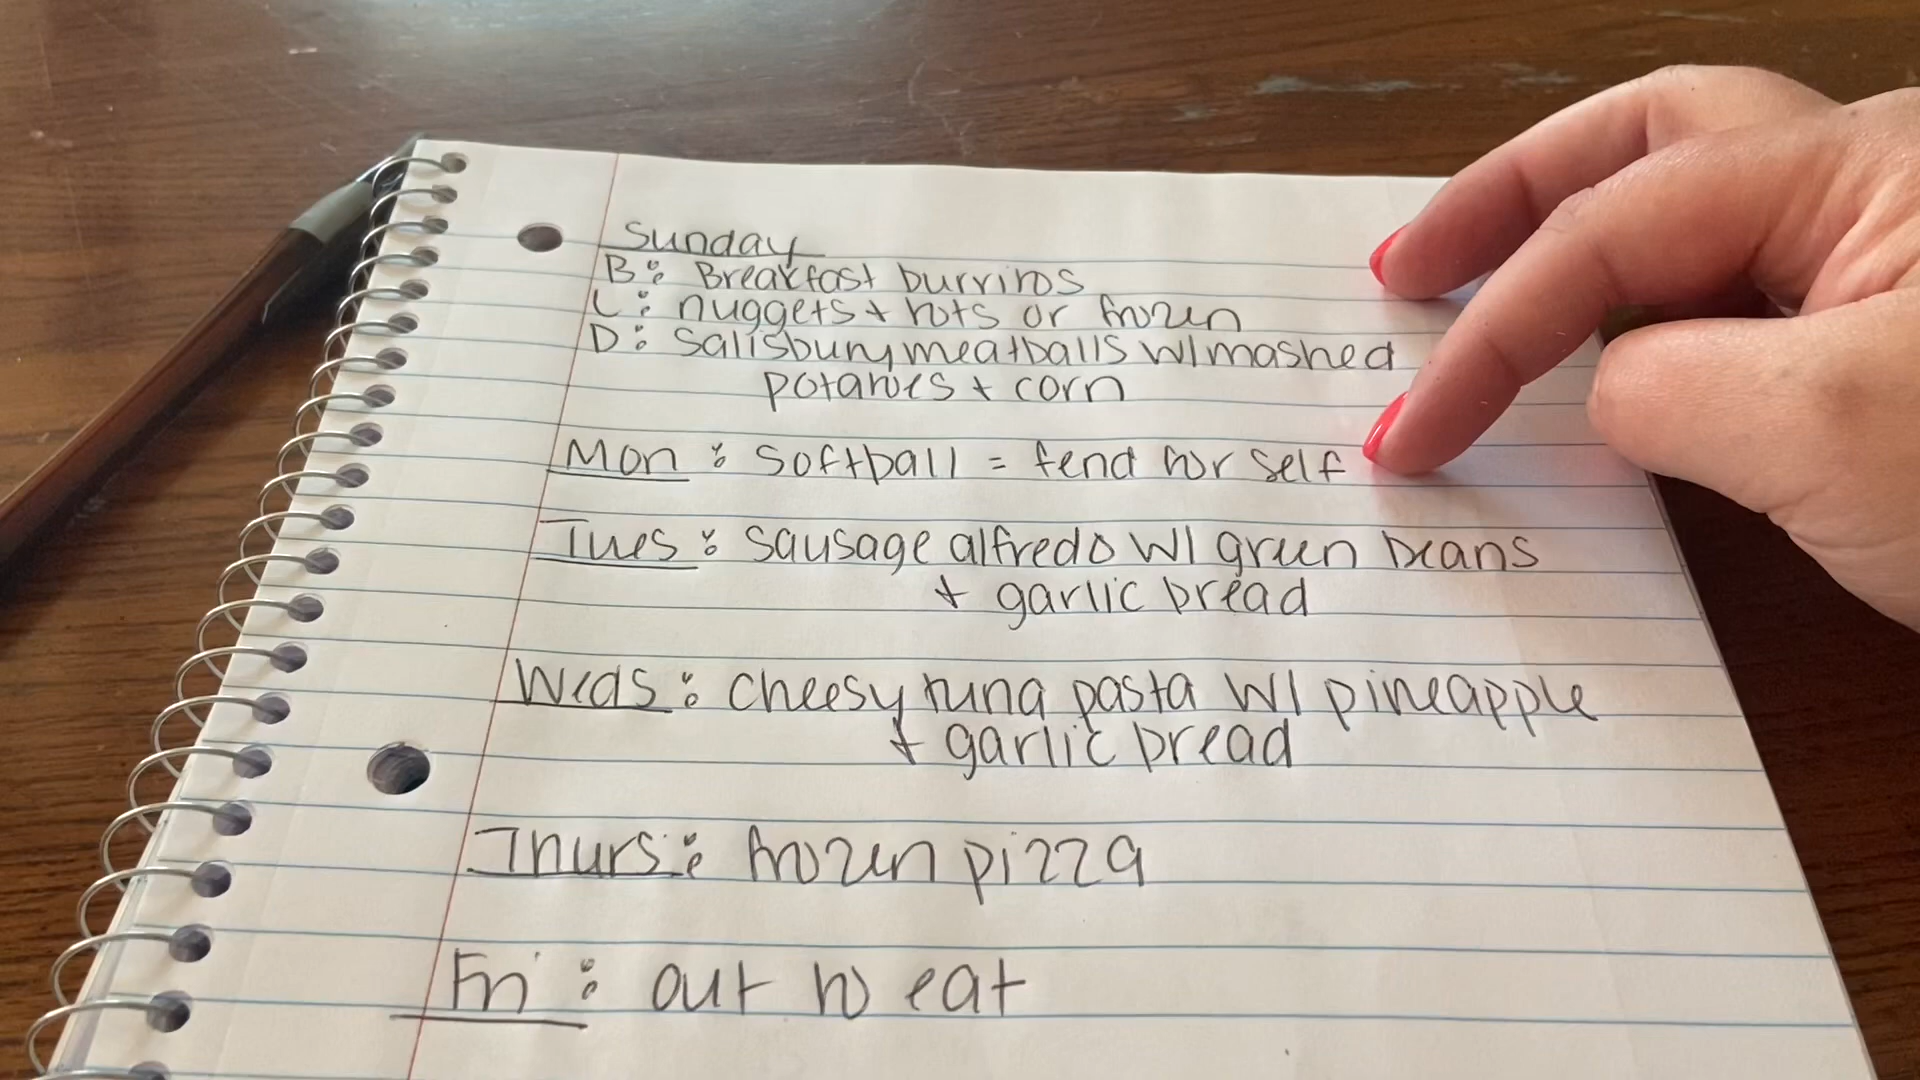 Sunday
B: Breakfast burritos
L: nuggets + tots or frozen
D: Salisbury meatballs w/mashed
potatoes + corn
Mon: Softball = fend for self
Tues: sausage alfredo w/ green beans
+ garlic bread
Weds: cheesy tuna pasta w/ pineapple
+ garlic bread
Thurs: frozen pizza
Fri: out to eat